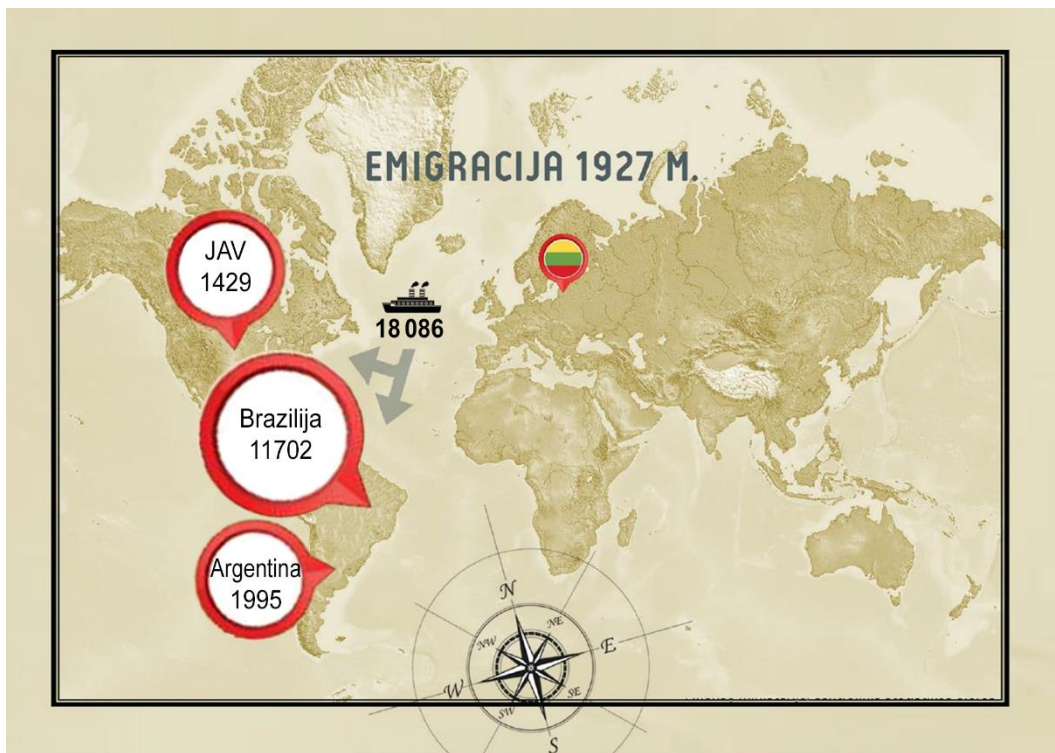 EMIGRACIJA 1927 M.
JAV
1429
18 086
Brazilija
11702
Argentina
1995
N
NW
NE
E
W
SW
SE
S